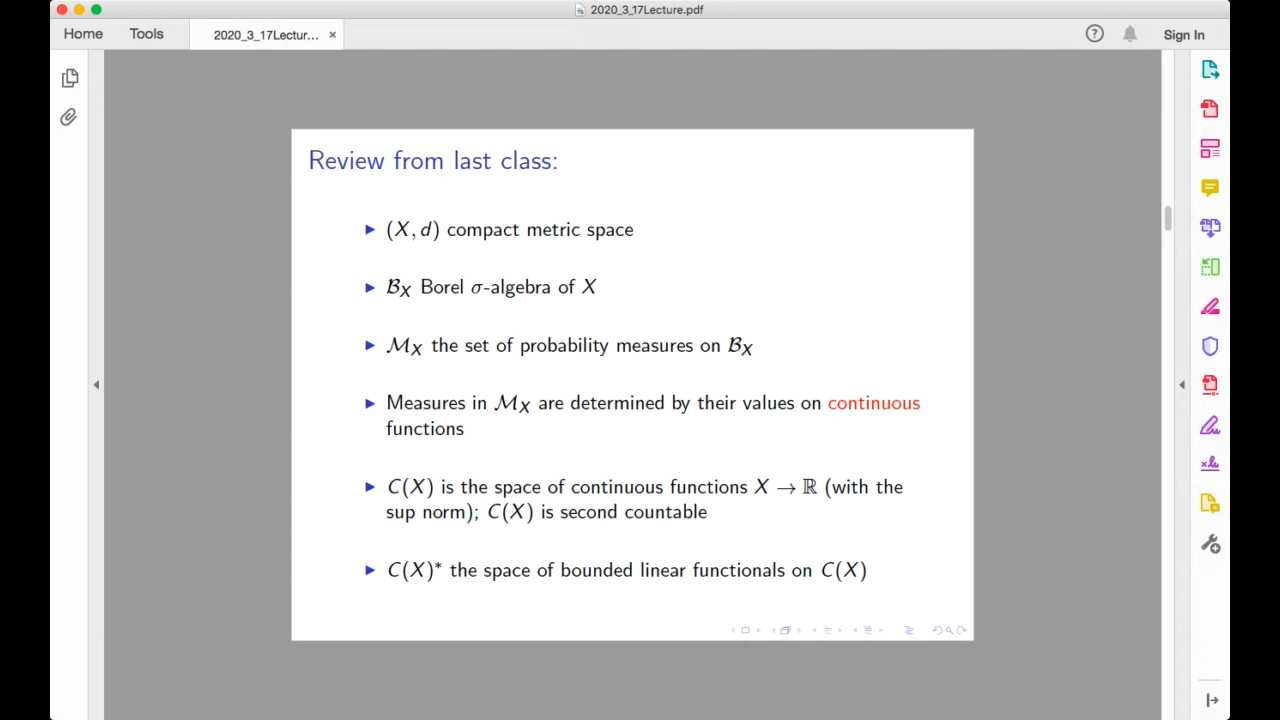 2020_3_17Lecture.pdf
Home Tools 2020_3_17Lectur... × Sign In
Review from last class:
(X, d) compact metric space
ℬ_X Borel σ-algebra of X
ℳ_X the set of probability measures on ℬ_X
Measures in ℳ_X are determined by their values on continuous
functions
C(X) is the space of continuous functions X → ℝ (with the
sup norm); C(X) is second countable
C(X)* the space of bounded linear functionals on C(X)